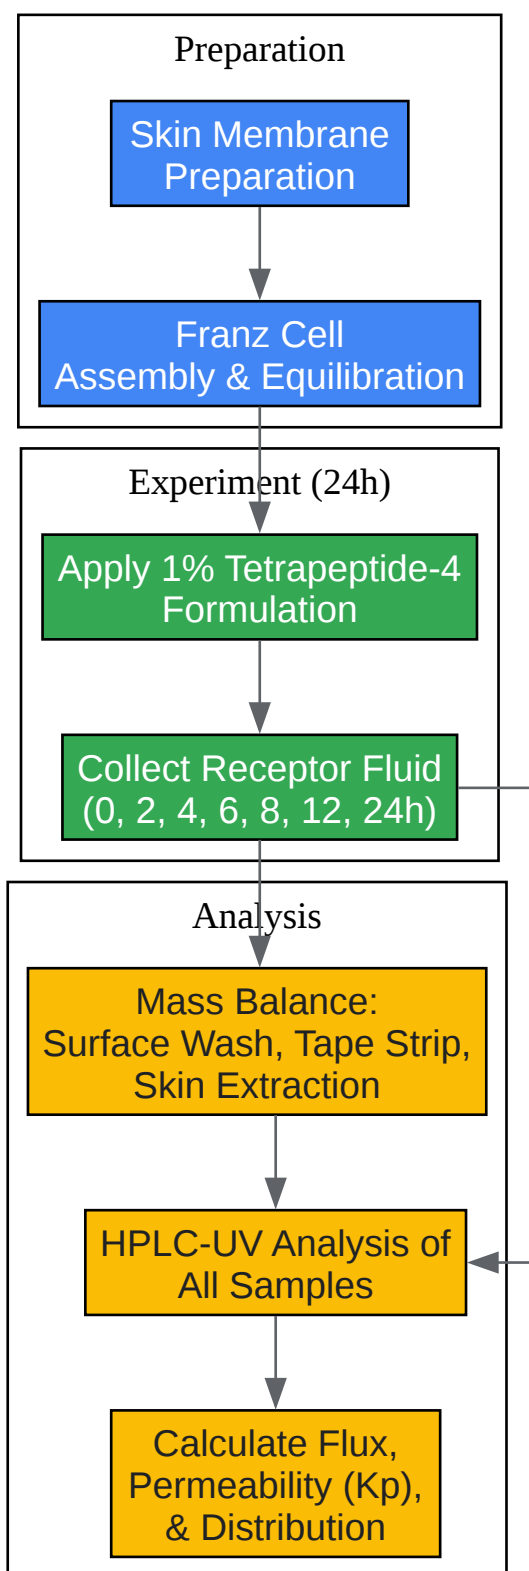 Preparation
Skin Membrane
Preparation
Franz Cell
Assembly & Equilibration
Experiment (24h)
Apply 1% Tetrapeptide-4
Formulation
Collect Receptor Fluid
(0, 2, 4, 6, 8, 12, 24h)
Analysis
Mass Balance:
Surface Wash, Tape Strip,
Skin Extraction
HPLC-UV Analysis of
All Samples
Calculate Flux,
Permeability (Kp),
& Distribution